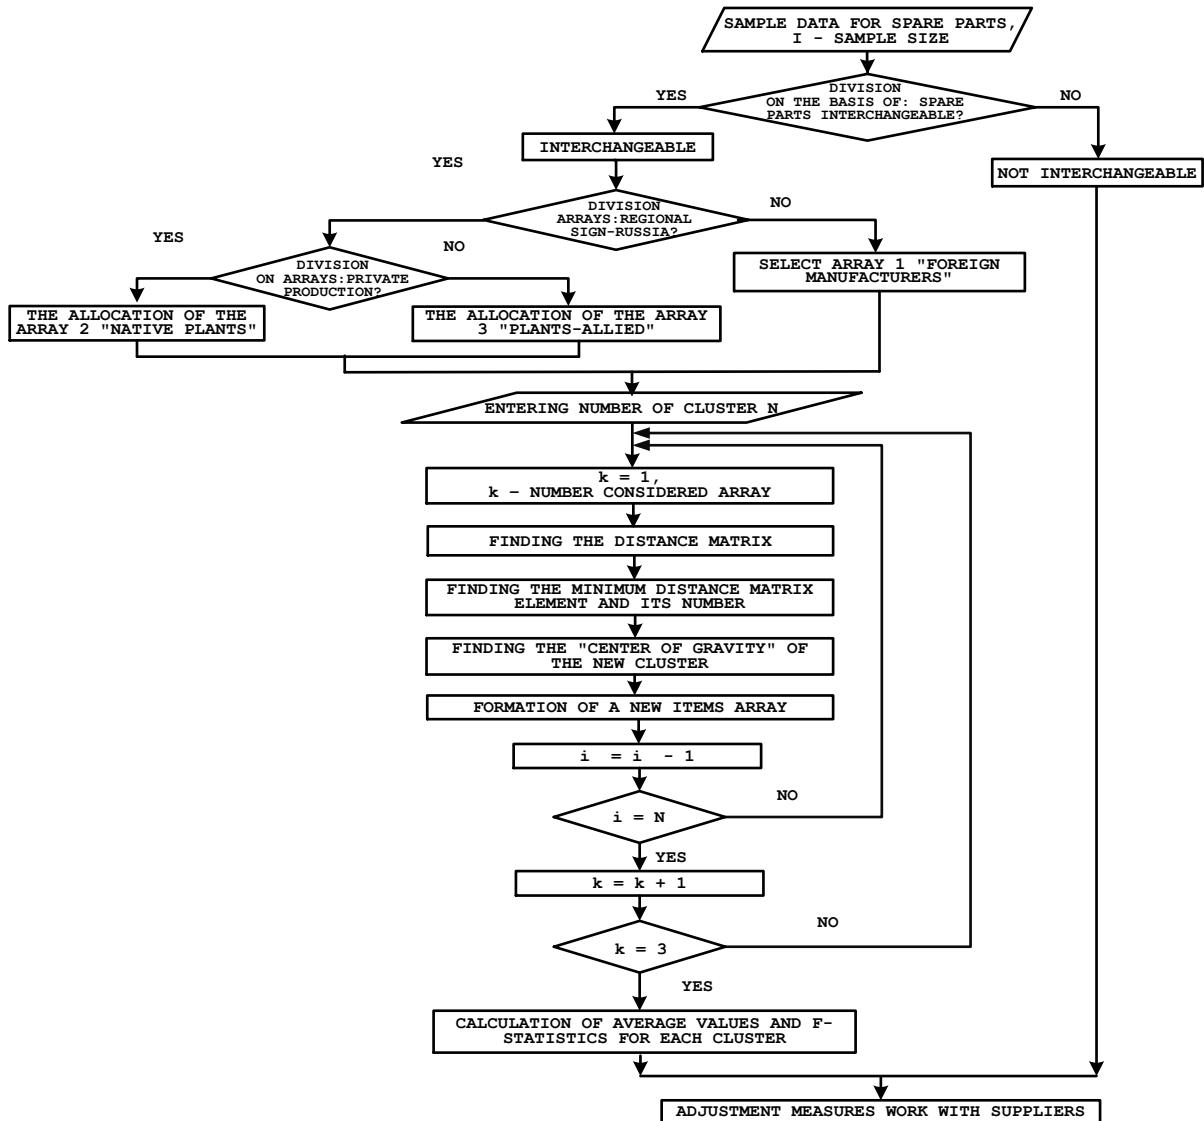 SAMPLE DATA FOR SPARE PARTS,
I - SAMPLE SIZE
DIVISION
ON THE BASIS OF: SPARE
PARTS INTERCHANGEABLE?
YES
NO
INTERCHANGEABLE
NOT INTERCHANGEABLE
YES
DIVISION
ARRAYS:REGIONAL
SIGN-RUSSIA?
NO
YES
NO
DIVISION
ON ARRAYS:PRIVATE
PRODUCTION?
SELECT ARRAY 1 "FOREIGN
MANUFACTURERS"
THE ALLOCATION OF THE
ARRAY 2 "NATIVE PLANTS"
THE ALLOCATION OF THE ARRAY
3 "PLANTS-ALLIED"
ENTERING NUMBER OF CLUSTER N
k = 1,
k - NUMBER CONSIDERED ARRAY
FINDING THE DISTANCE MATRIX
FINDING THE MINIMUM DISTANCE MATRIX
ELEMENT AND ITS NUMBER
FINDING THE "CENTER OF GRAVITY" OF
THE NEW CLUSTER
FORMATION OF A NEW ITEMS ARRAY
i = i - 1
NO
i = N
YES
k = k + 1
NO
k = 3
YES
CALCULATION OF AVERAGE VALUES AND F-
STATISTICS FOR EACH CLUSTER
ADJUSTMENT MEASURES WORK WITH SUPPLIERS